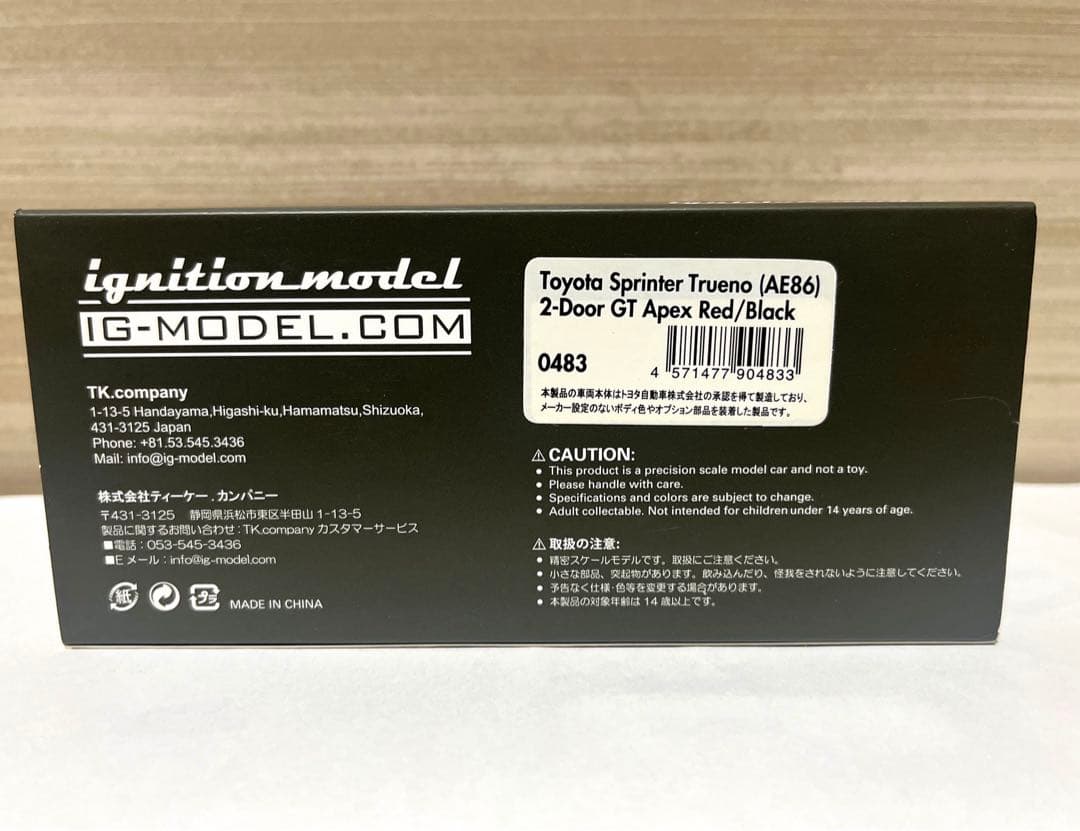 ignition model
IG-MODEL.COM
TK.company
1-13-5 Handayama,Higashi-ku,Hamamatsu,Shizuoka,
431-3125 Japan
Phone: +81.53.545.3436
Mail: info@ig-model.com
株式会社ティーケー.カンパニー
〒431-3125 静岡県浜松市東区半田山1-13-5
製品に関するお問い合わせ:TK.company カスタマーサービス
■電話:053-545-3436
■Eメール:info@ig-model.com
紙
プラ
MADE IN CHINA
Toyota Sprinter Trueno (AE86)
2-Door GT Apex Red/Black
0483
4 571477 904833
本製品の車両本体はトヨタ自動車株式会社の承認を得て製造しており、
メーカー設定のないボディ色やオプション部品を装着した製品です。
⚠ CAUTION:
● This product is a precision scale model car and not a toy.
● Please handle with care.
● Specifications and colors are subject to change.
● Adult collectable. Not intended for children under 14 years of age.
⚠ 取扱の注意:
● 精密スケールモデルです。取扱にご注意ください。
● 小さな部品、突起物があります。飲み込んだり、怪我をされないように注意してください。
● 予告なく仕様・色等を変更する場合があります。
● 本製品の対象年齢は14歳以上です。